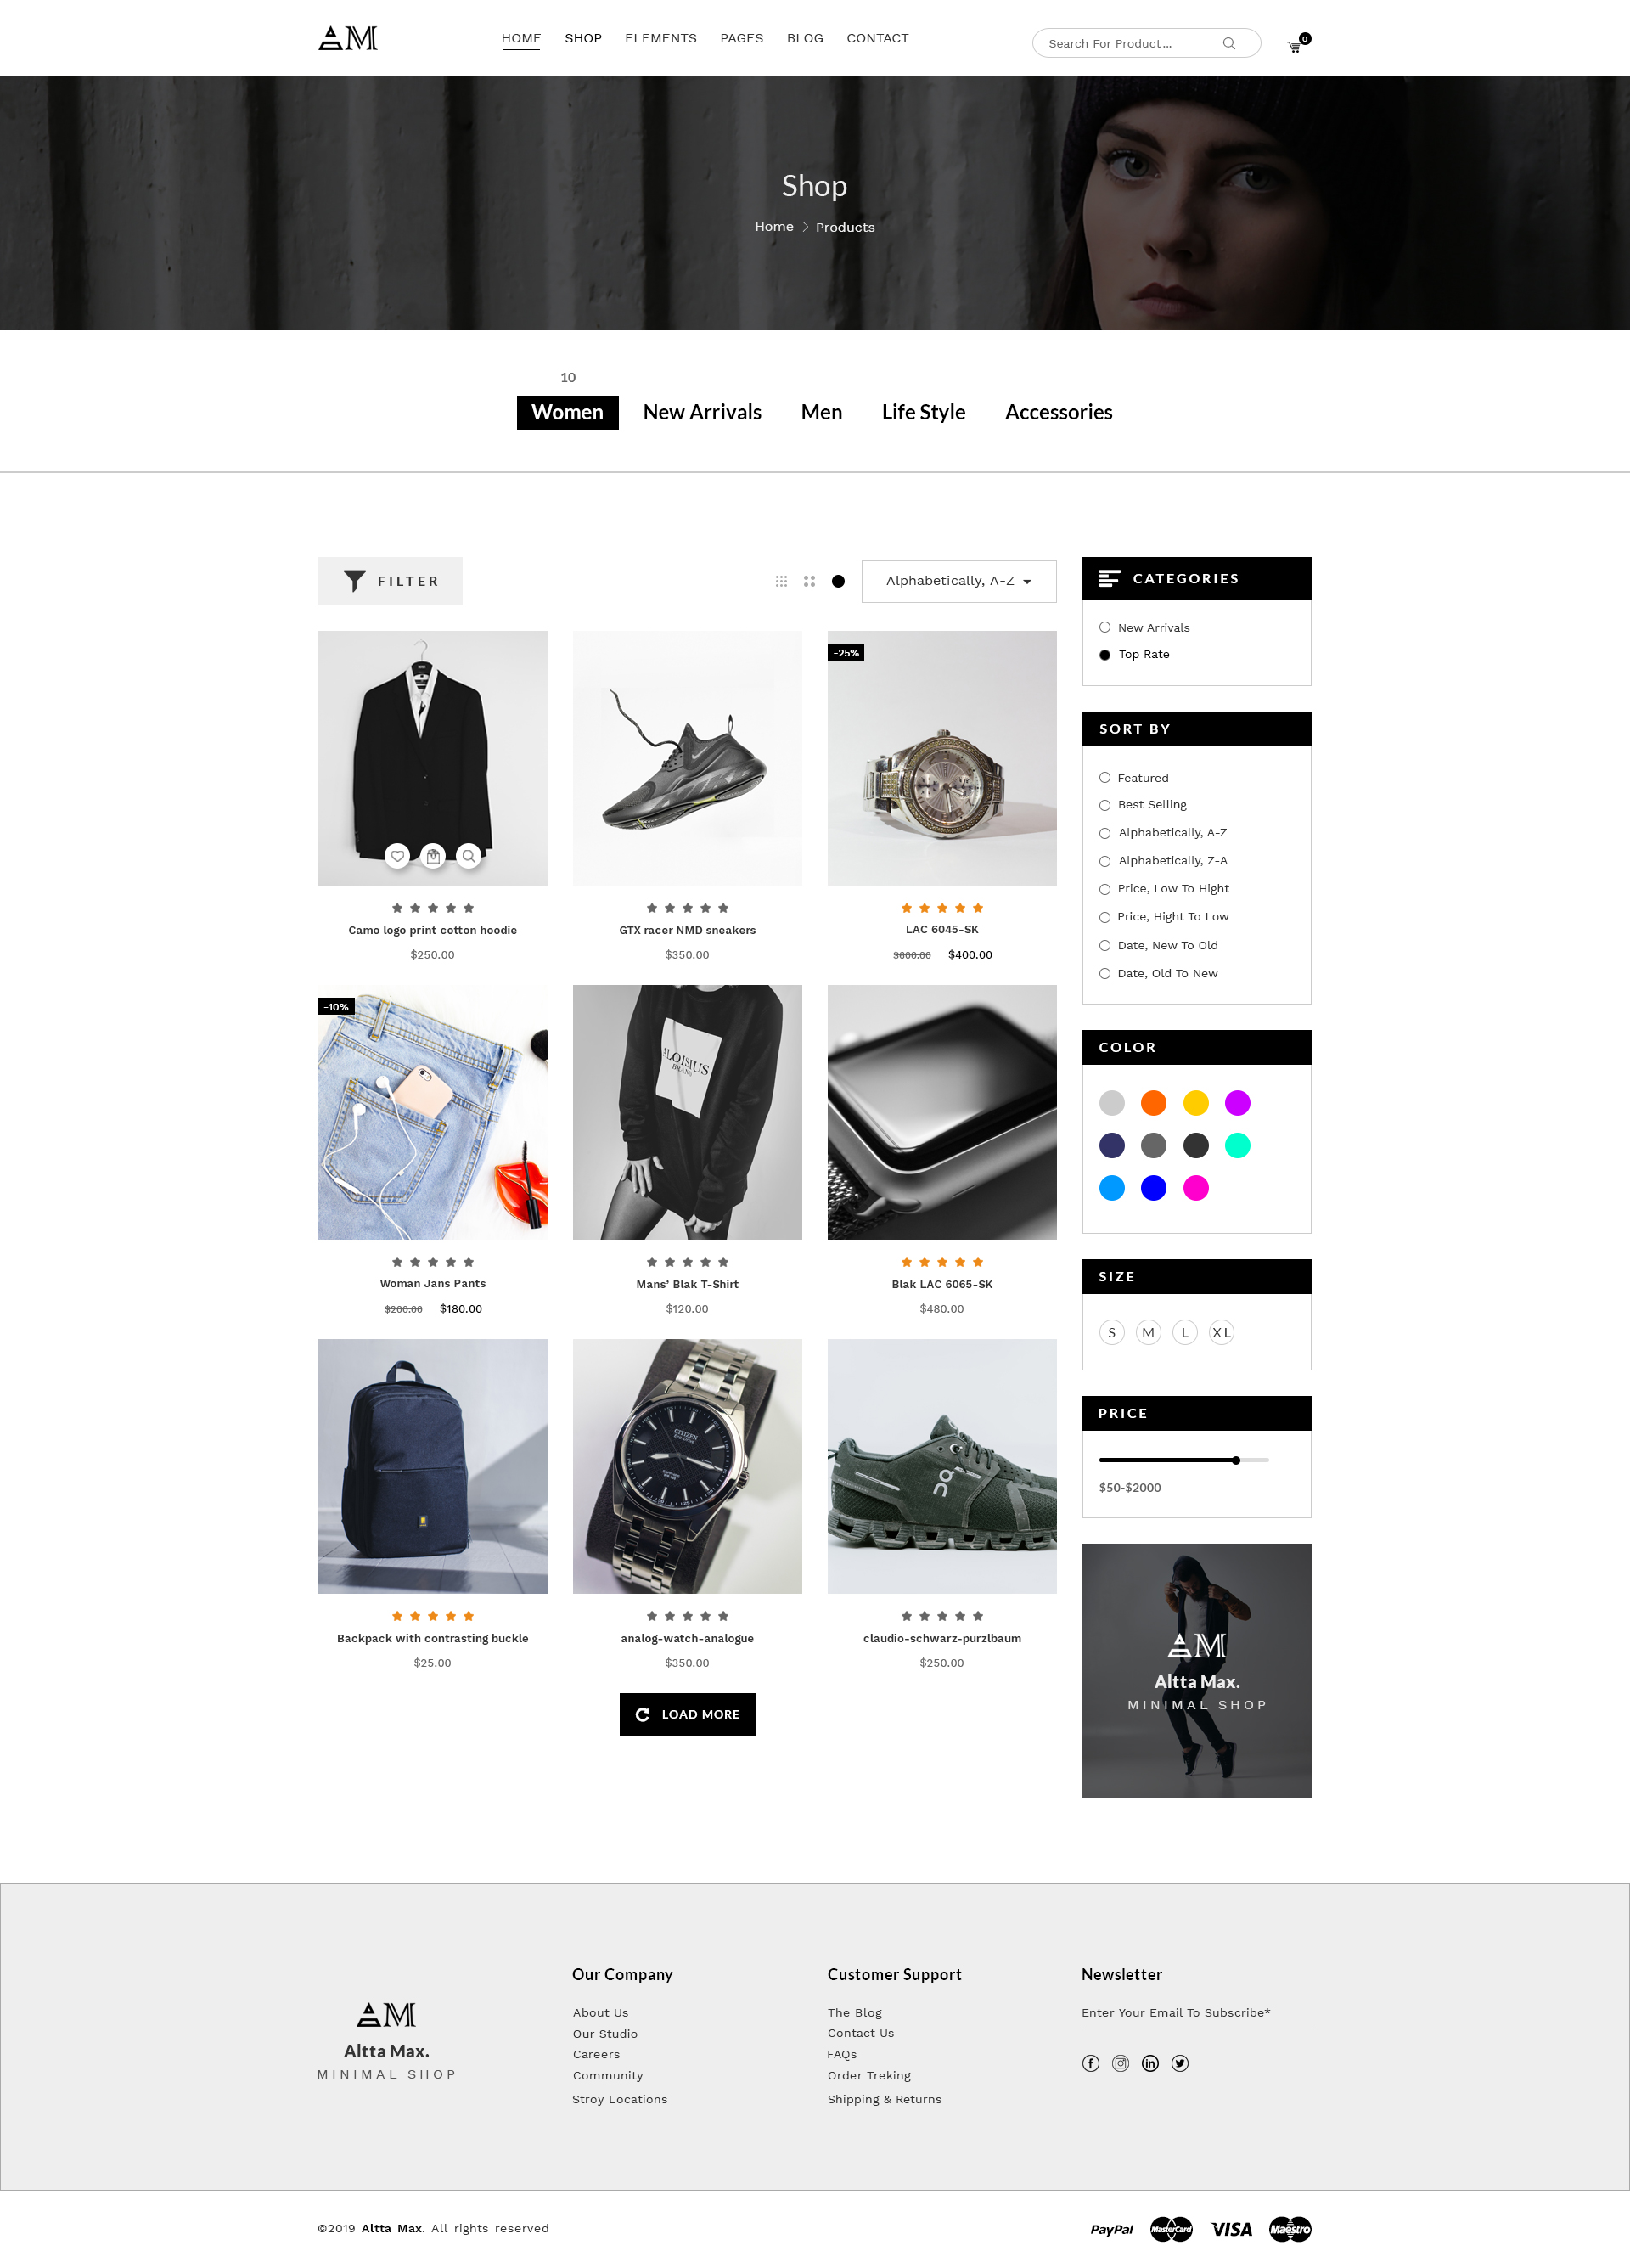 AM
HOME SHOP ELEMENTS PAGES BLOG CONTACT
Search For Product...
0
Shop
Home Products
10
Women New Arrivals Men Life Style Accessories
FILTER
Alphabetically, A-Z
Camo logo print cotton hoodie
$250.00
GTX racer NMD sneakers
$350.00
-25%
LAC 6045-SK
$600.00 $400.00
-10%
Woman Jans Pants
$200.00 $180.00
ALOISIUS
BRAND
Mans’ Blak T-Shirt
$120.00
Blak LAC 6065-SK
$480.00
Backpack with contrasting buckle
$25.00
CITIZEN
Eco-Drive
analog-watch-analogue
$350.00
claudio-schwarz-purzlbaum
$250.00
LOAD MORE
CATEGORIES
New Arrivals
Top Rate
SORT BY
Featured
Best Selling
Alphabetically, A-Z
Alphabetically, Z-A
Price, Low To Hight
Price, Hight To Low
Date, New To Old
Date, Old To New
COLOR
SIZE
S M L XL
PRICE
$50-$2000
AM
Altta Max.
MINIMAL SHOP
AM
Altta Max.
MINIMAL SHOP
Our Company
About Us
Our Studio
Careers
Community
Stroy Locations
Customer Support
The Blog
Contact Us
FAQs
Order Treking
Shipping & Returns
Newsletter
Enter Your Email To Subscribe*
©2019 Altta Max. All rights reserved
PayPal MasterCard VISA Maestro